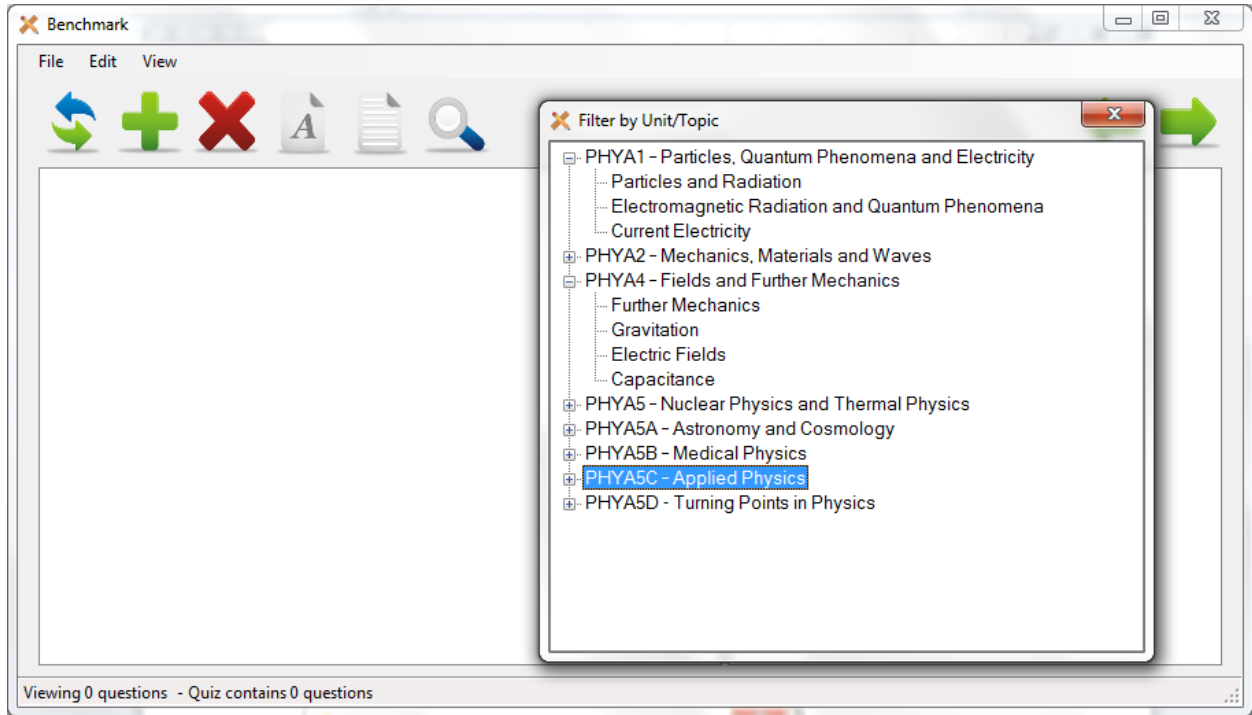 Benchmark
File Edit View
A
Filter by Unit/Topic
PHYA1 – Particles, Quantum Phenomena and Electricity
Particles and Radiation
Electromagnetic Radiation and Quantum Phenomena
Current Electricity
PHYA2 – Mechanics, Materials and Waves
PHYA4 – Fields and Further Mechanics
Further Mechanics
Gravitation
Electric Fields
Capacitance
PHYA5 – Nuclear Physics and Thermal Physics
PHYA5A – Astronomy and Cosmology
PHYA5B – Medical Physics
PHYA5C – Applied Physics
PHYA5D - Turning Points in Physics
Viewing 0 questions - Quiz contains 0 questions